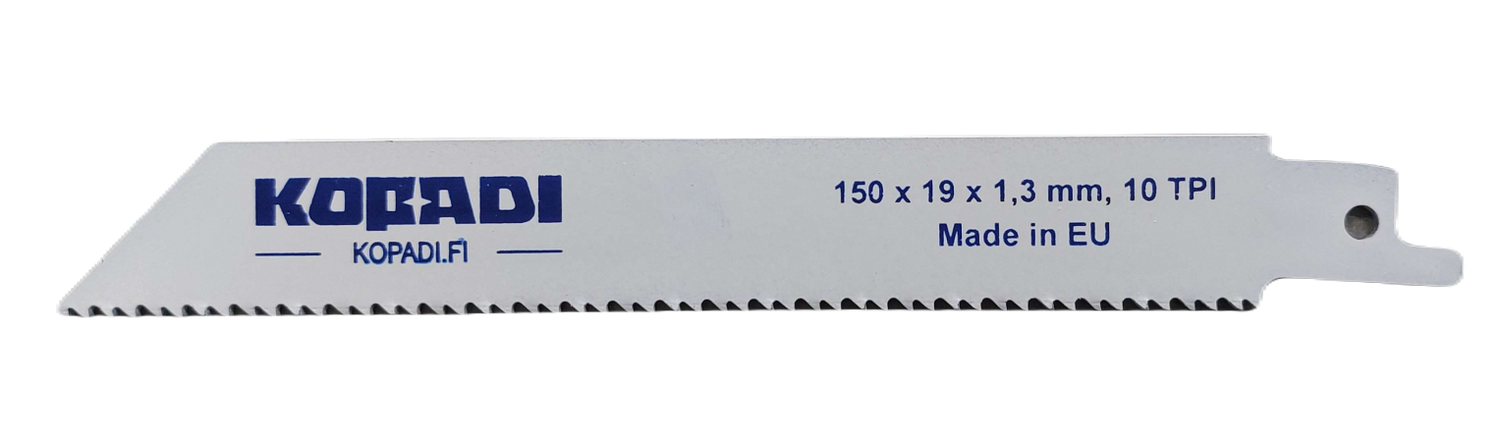 KOPADI
KOPADI.FI
150 x 19 x 1,3 mm, 10 TPI
Made in EU